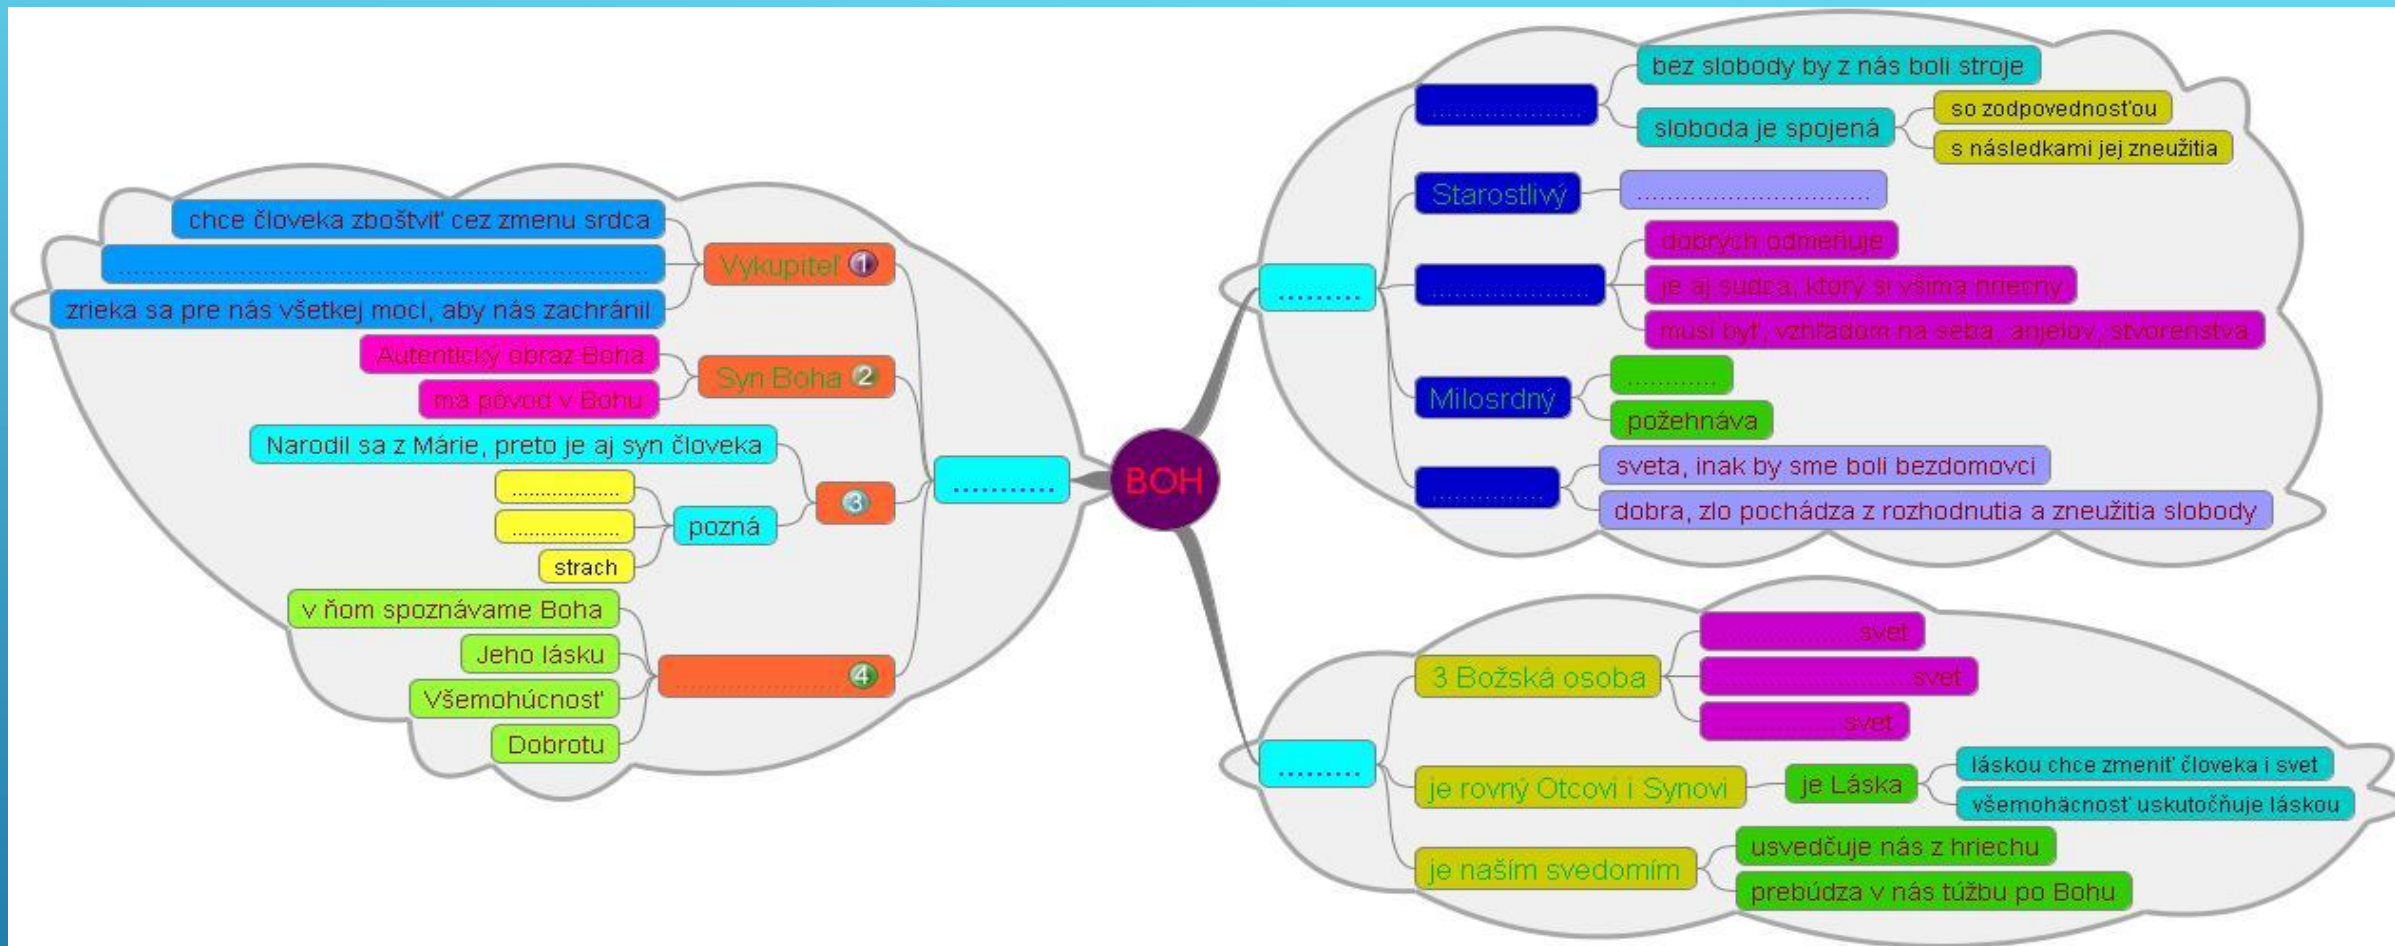 BOH
...........
Vykupiteľ 1
chce človeka zboštviť cez zmenu srdca
....................................................................
zrieka sa pre nás všetkej moci, aby nás zachránil
Syn Boha 2
Autentický obraz Boha
má pôvod v Bohu
3
Narodil sa z Márie, preto je aj syn človeka
pozná
..................
..................
strach
..................... 4
v ňom spoznávame Boha
Jeho lásku
Všemohúcnosť
Dobrotu
.........
....................
bez slobody by z nás boli stroje
sloboda je spojená
so zodpovednosťou
s následkami jej zneužitia
Starostlivý
..............................
.....................
dobrých odmeňuje
je aj sudca, ktorý si všíma hriechy
musí byť, vzhľadom na seba, anjelov, stvorenstva
Milosrdný
............
požehnáva
...............
sveta, inak by sme boli bezdomovci
dobra, zlo pochádza z rozhodnutia a zneužitia slobody
.........
3 Božská osoba
....................svet
...........................svet
..................svet
je rovný Otcovi i Synovi
je Láska
láskou chce zmeniť človeka i svet
všemohäcnosť uskutočňuje láskou
je naším svedomím
usvedčuje nás z hriechu
prebúdza v nás túžbu po Bohu